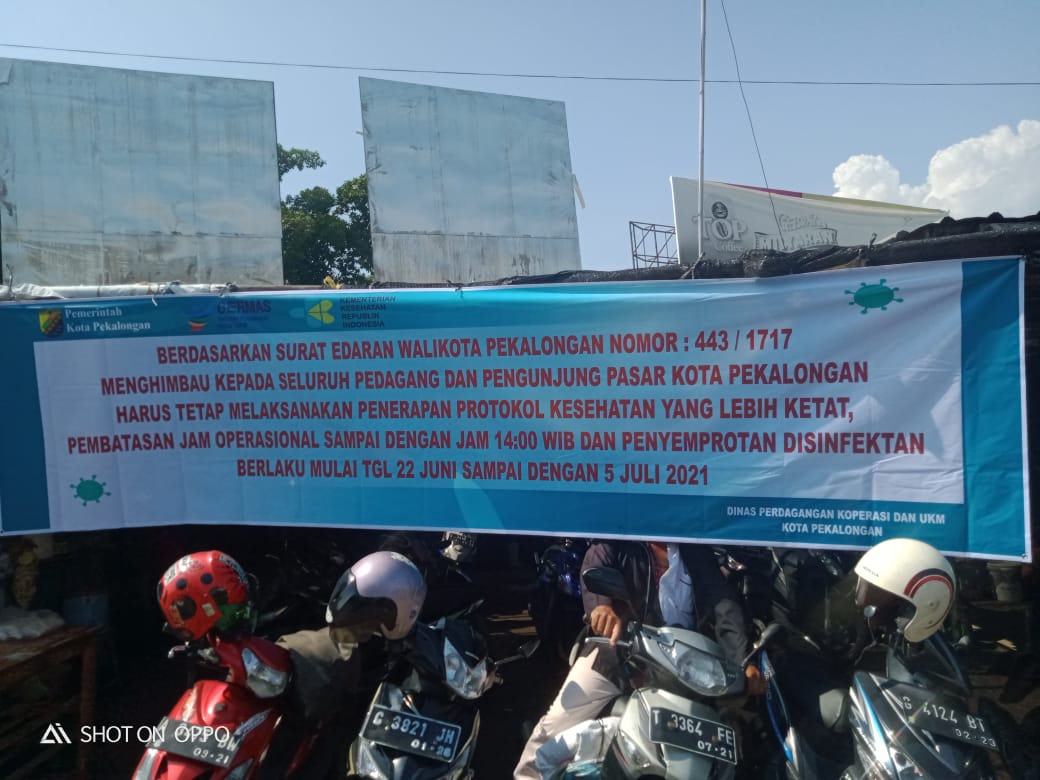 TOP
Coffee
Pemerintah
Kota Pekalongan
GERMAS
KEMENTERIAN
KESEHATAN
REPUBLIK
INDONESIA
BERDASARKAN SURAT EDARAN WALIKOTA PEKALONGAN NOMOR : 443 / 1717
MENGHIMBAU KEPADA SELURUH PEDAGANG DAN PENGUNJUNG PASAR KOTA PEKALONGAN
HARUS TETAP MELAKSANAKAN PENERAPAN PROTOKOL KESEHATAN YANG LEBIH KETAT,
PEMBATASAN JAM OPERASIONAL SAMPAI DENGAN JAM 14:00 WIB DAN PENYEMPROTAN DISINFEKTAN
BERLAKU MULAI TGL 22 JUNI SAMPAI DENGAN 5 JULI 2021
DINAS PERDAGANGAN KOPERASI DAN UKM
KOTA PEKALONGAN
G 3821 JH
01·26
T 3364 FE
07·21
G 4124 BT
02·23
09·21
SHOT ON OPPO